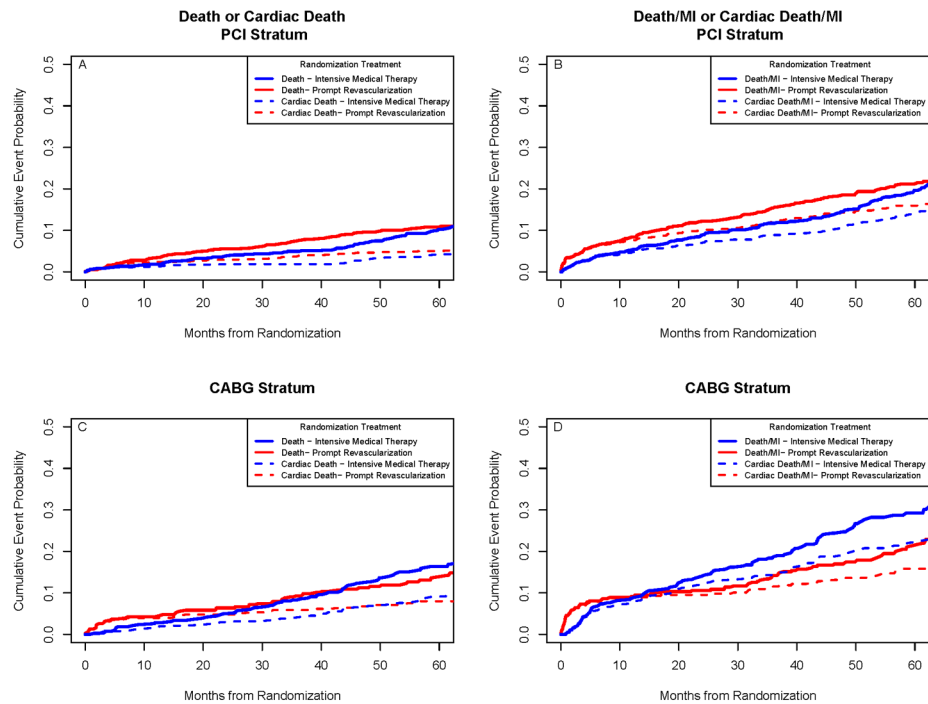 Death or Cardiac Death
PCI Stratum
A
Randomization Treatment
Death − Intensive Medical Therapy
Death− Prompt Revascularization
Cardiac Death − Intensive Medical Therapy
Cardiac Death− Prompt Revascularization
Cumulative Event Probability
0.5
0.4
0.3
0.2
0.1
0.0
0 10 20 30 40 50 60
Months from Randomization
Death/MI or Cardiac Death/MI
PCI Stratum
B
Randomization Treatment
Death/MI − Intensive Medical Therapy
Death/MI− Prompt Revascularization
Cardiac Death/MI − Intensive Medical Therapy
Cardiac Death/MI− Prompt Revascularization
Cumulative Event Probability
0.5
0.4
0.3
0.2
0.1
0.0
0 10 20 30 40 50 60
Months from Randomization
CABG Stratum
C
Randomization Treatment
Death − Intensive Medical Therapy
Death− Prompt Revascularization
Cardiac Death − Intensive Medical Therapy
Cardiac Death− Prompt Revascularization
Cumulative Event Probability
0.5
0.4
0.3
0.2
0.1
0.0
0 10 20 30 40 50 60
Months from Randomization
CABG Stratum
D
Randomization Treatment
Death/MI − Intensive Medical Therapy
Death/MI− Prompt Revascularization
Cardiac Death/MI − Intensive Medical Therapy
Cardiac Death/MI− Prompt Revascularization
Cumulative Event Probability
0.5
0.4
0.3
0.2
0.1
0.0
0 10 20 30 40 50 60
Months from Randomization